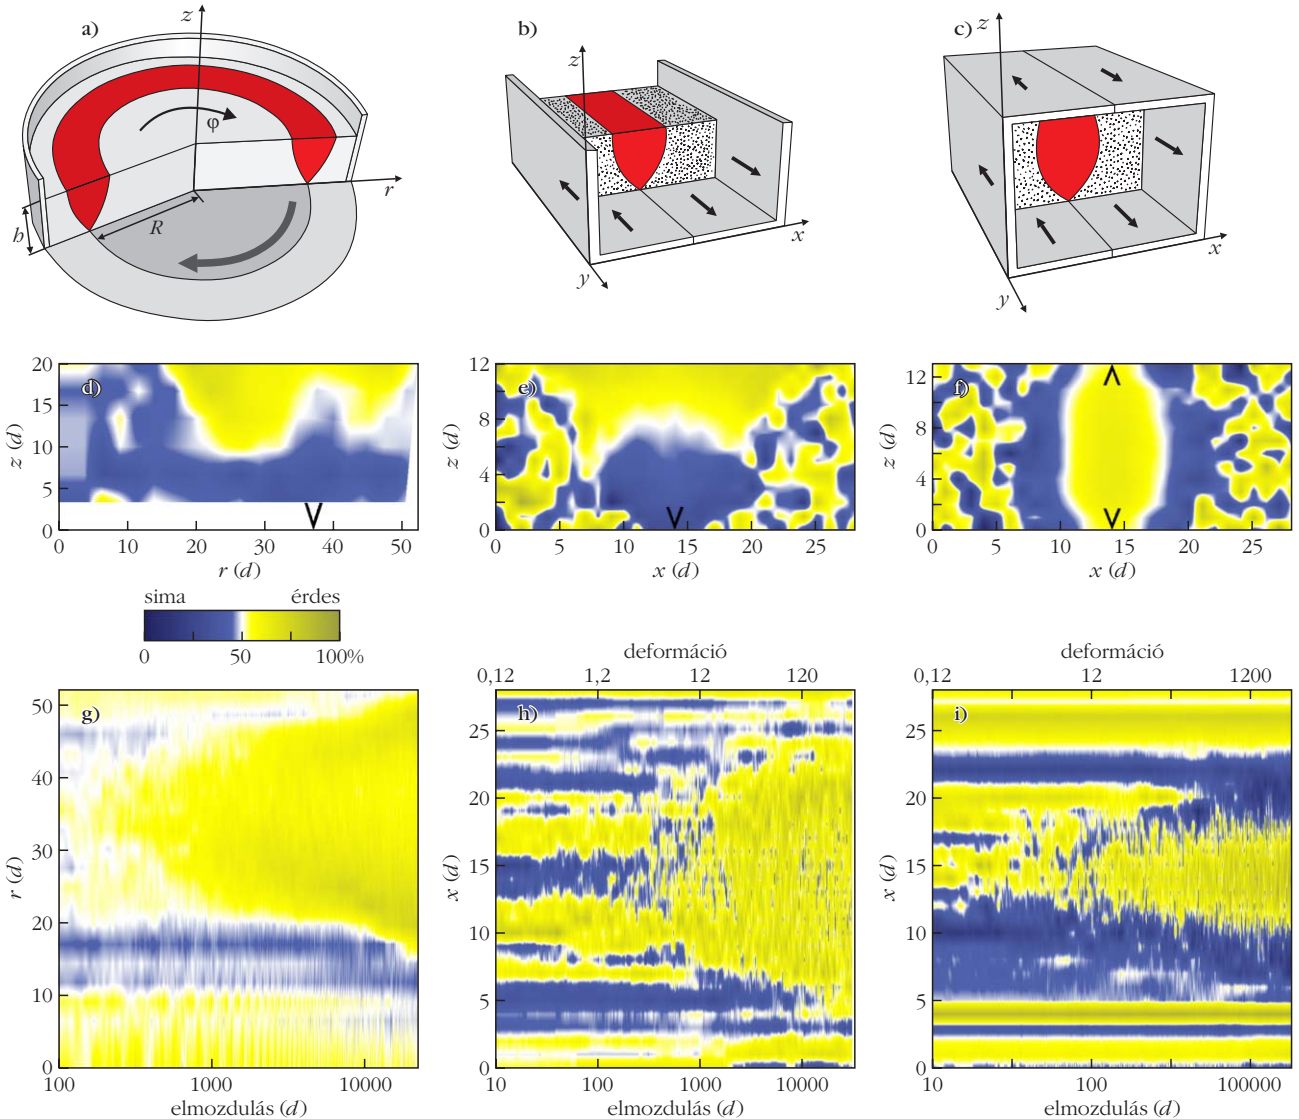 a)
z
φ
r
R
b
b)
z
x
y
c)
z
x
y
d)
20
15
10
5
0
z (d)
0 10 20 30 40 50
r (d)
e)
12
8
4
0
z (d)
0 5 10 15 20 25
x (d)
f)
12
8
4
0
z (d)
0 5 10 15 20 25
x (d)
sima érdes
0 50 100%
g)
50
40
30
20
10
0
r (d)
100 1000 10000
elmozdulás (d)
deformáció
0,12 1,2 12 120
h)
25
20
15
10
5
0
x (d)
10 100 1000 10000
elmozdulás (d)
deformáció
0,12 12 1200
i)
25
20
15
10
5
0
x (d)
10 1000 100000
elmozdulás (d)